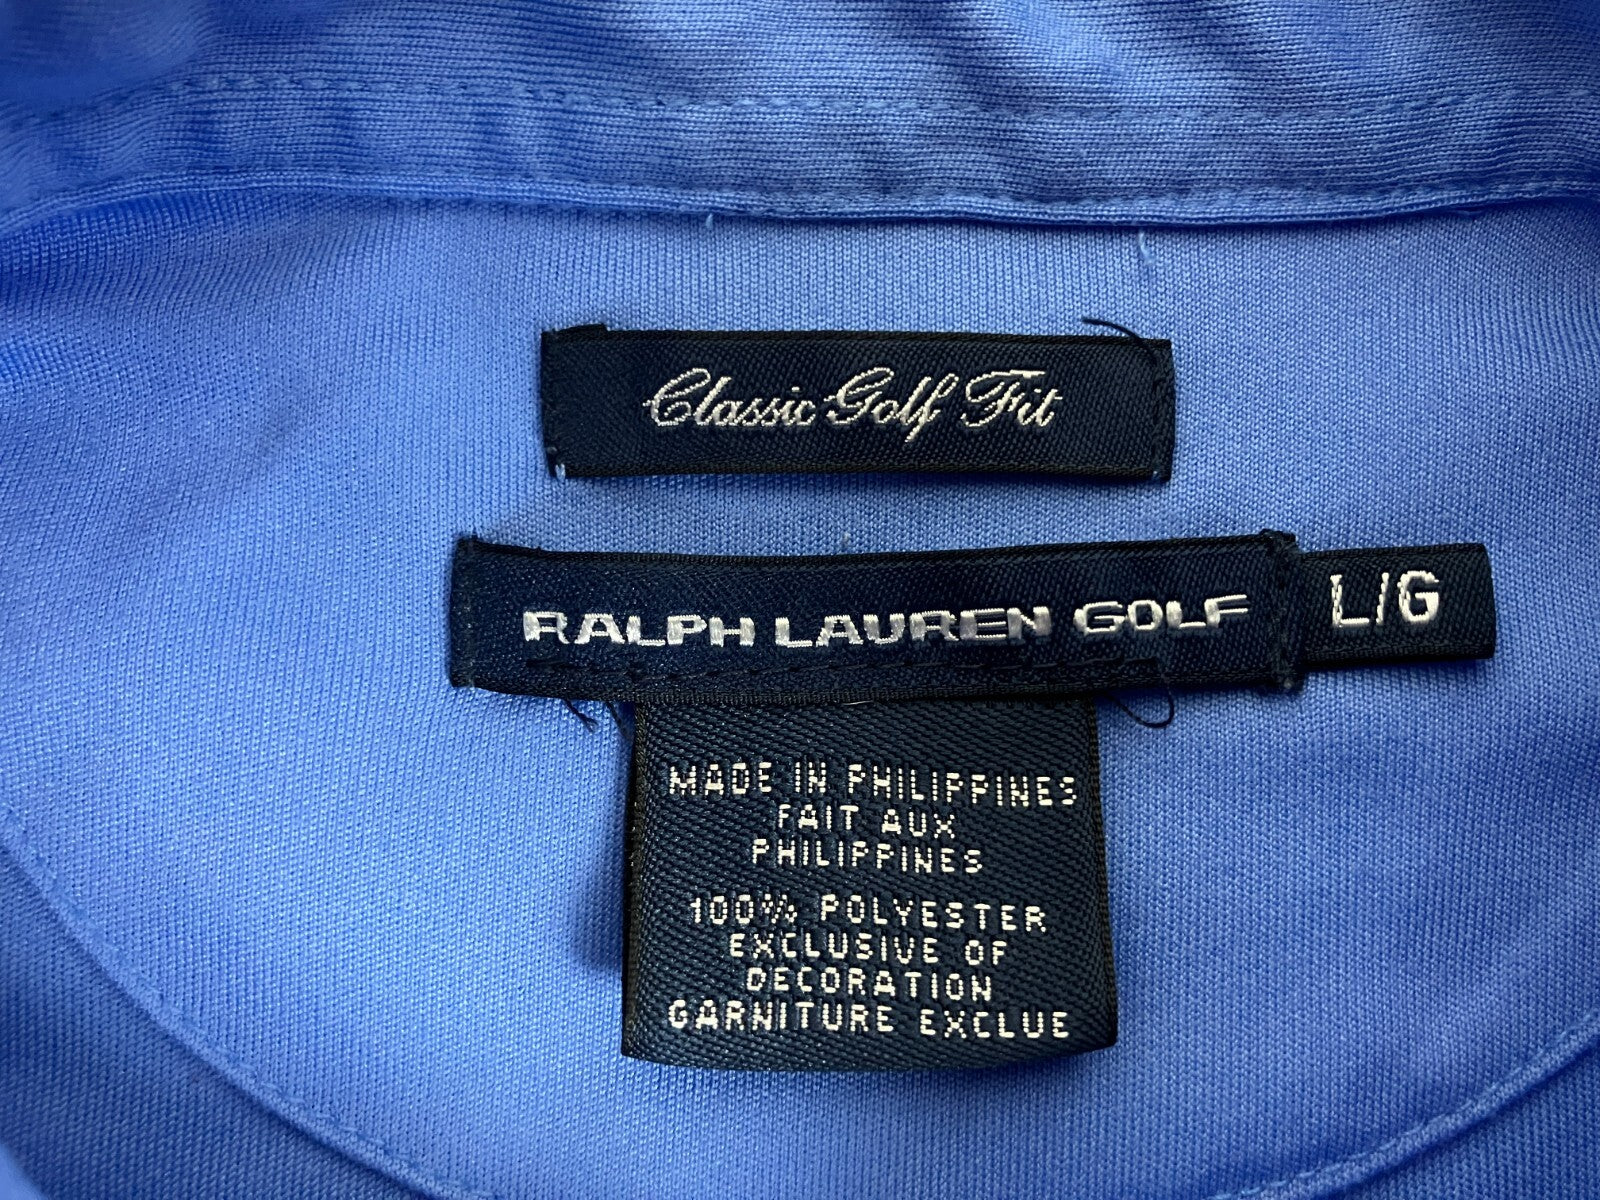 Classic Golf Fit
RALPH LAUREN GOLF L/G
MADE IN PHILIPPINES
FAIT AUX
PHILIPPINES
100% POLYESTER
EXCLUSIVE OF
DECORATION
GARNITURE EXCLUE